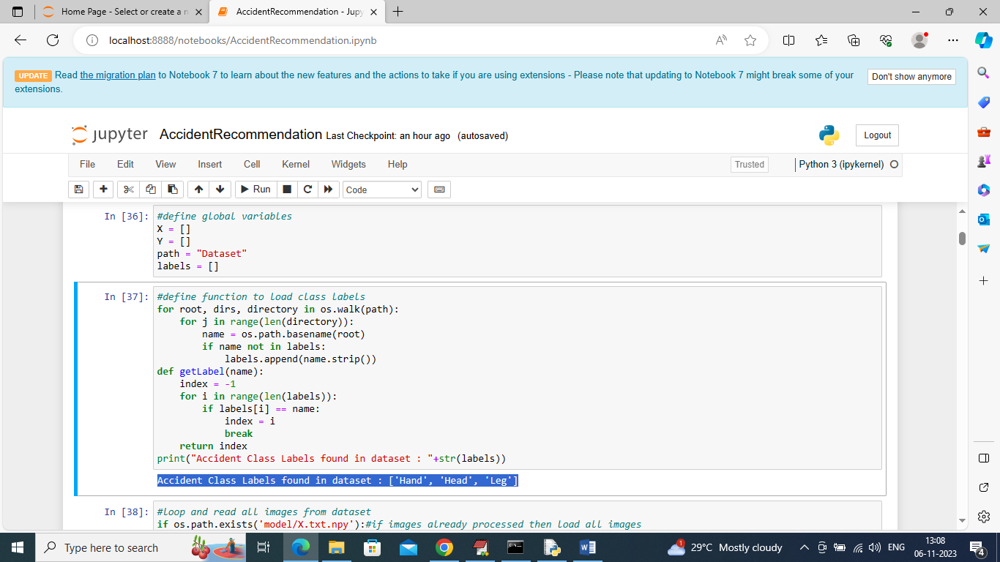 Home Page - Select or create a n
AccidentRecommendation - Jupy
localhost:8888/notebooks/AccidentRecommendation.ipynb
UPDATE Read the migration plan to Notebook 7 to learn about the new features and the actions to take if you are using extensions - Please note that updating to Notebook 7 might break some of your
extensions.
Don't show anymore
jupyter AccidentRecommendation Last Checkpoint: an hour ago (autosaved)
Logout
File Edit View Insert Cell Kernel Widgets Help
Trusted
Python 3 (ipykernel)
Run
Code
In [36]: #define global variables
X = []
Y = []
path = "Dataset"
labels = []
In [37]: #define function to load class labels
for root, dirs, directory in os.walk(path):
    for j in range(len(directory)):
        name = os.path.basename(root)
        if name not in labels:
            labels.append(name.strip())
def getLabel(name):
    index = -1
    for i in range(len(labels)):
        if labels[i] == name:
            index = i
            break
    return index
print("Accident Class Labels found in dataset : "+str(labels))
Accident Class Labels found in dataset : ['Hand', 'Head', 'Leg']
In [38]: #loop and read all images from dataset
if os.path.exists('model/X.txt.npy'):#if images already processed then load all images
Type here to search
29°C Mostly cloudy
ENG
13:08
06-11-2023
4